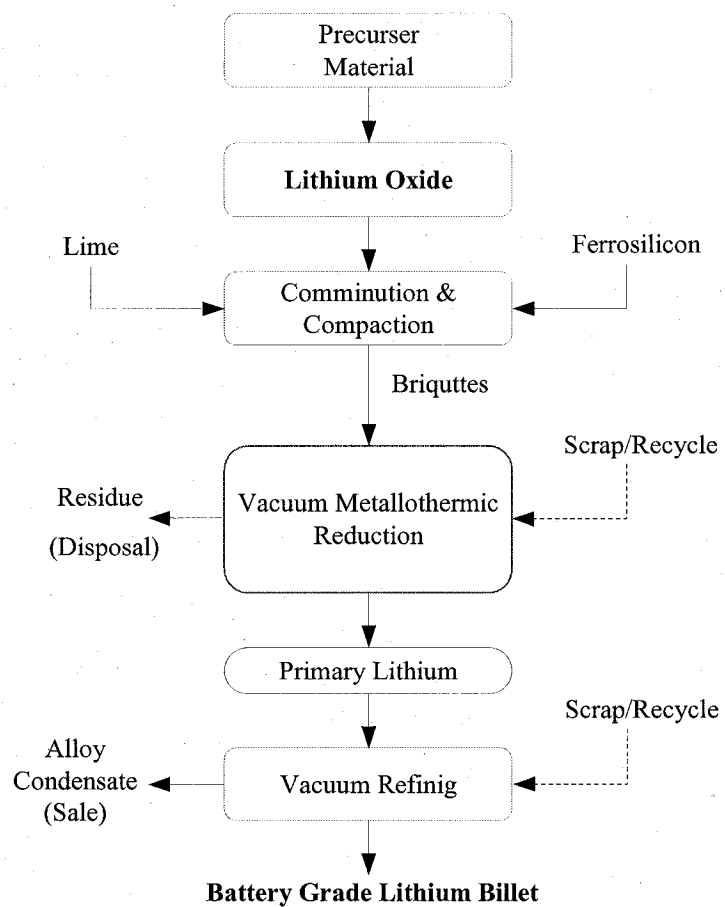 Precurser
Material
Lithium Oxide
Lime
Ferrosilicon
Comminution &
Compaction
Briquttes
Scrap/Recycle
Residue
(Disposal)
Vacuum Metallothermic
Reduction
Primary Lithium
Scrap/Recycle
Alloy
Condensate
(Sale)
Vacuum Refinig
Battery Grade Lithium Billet